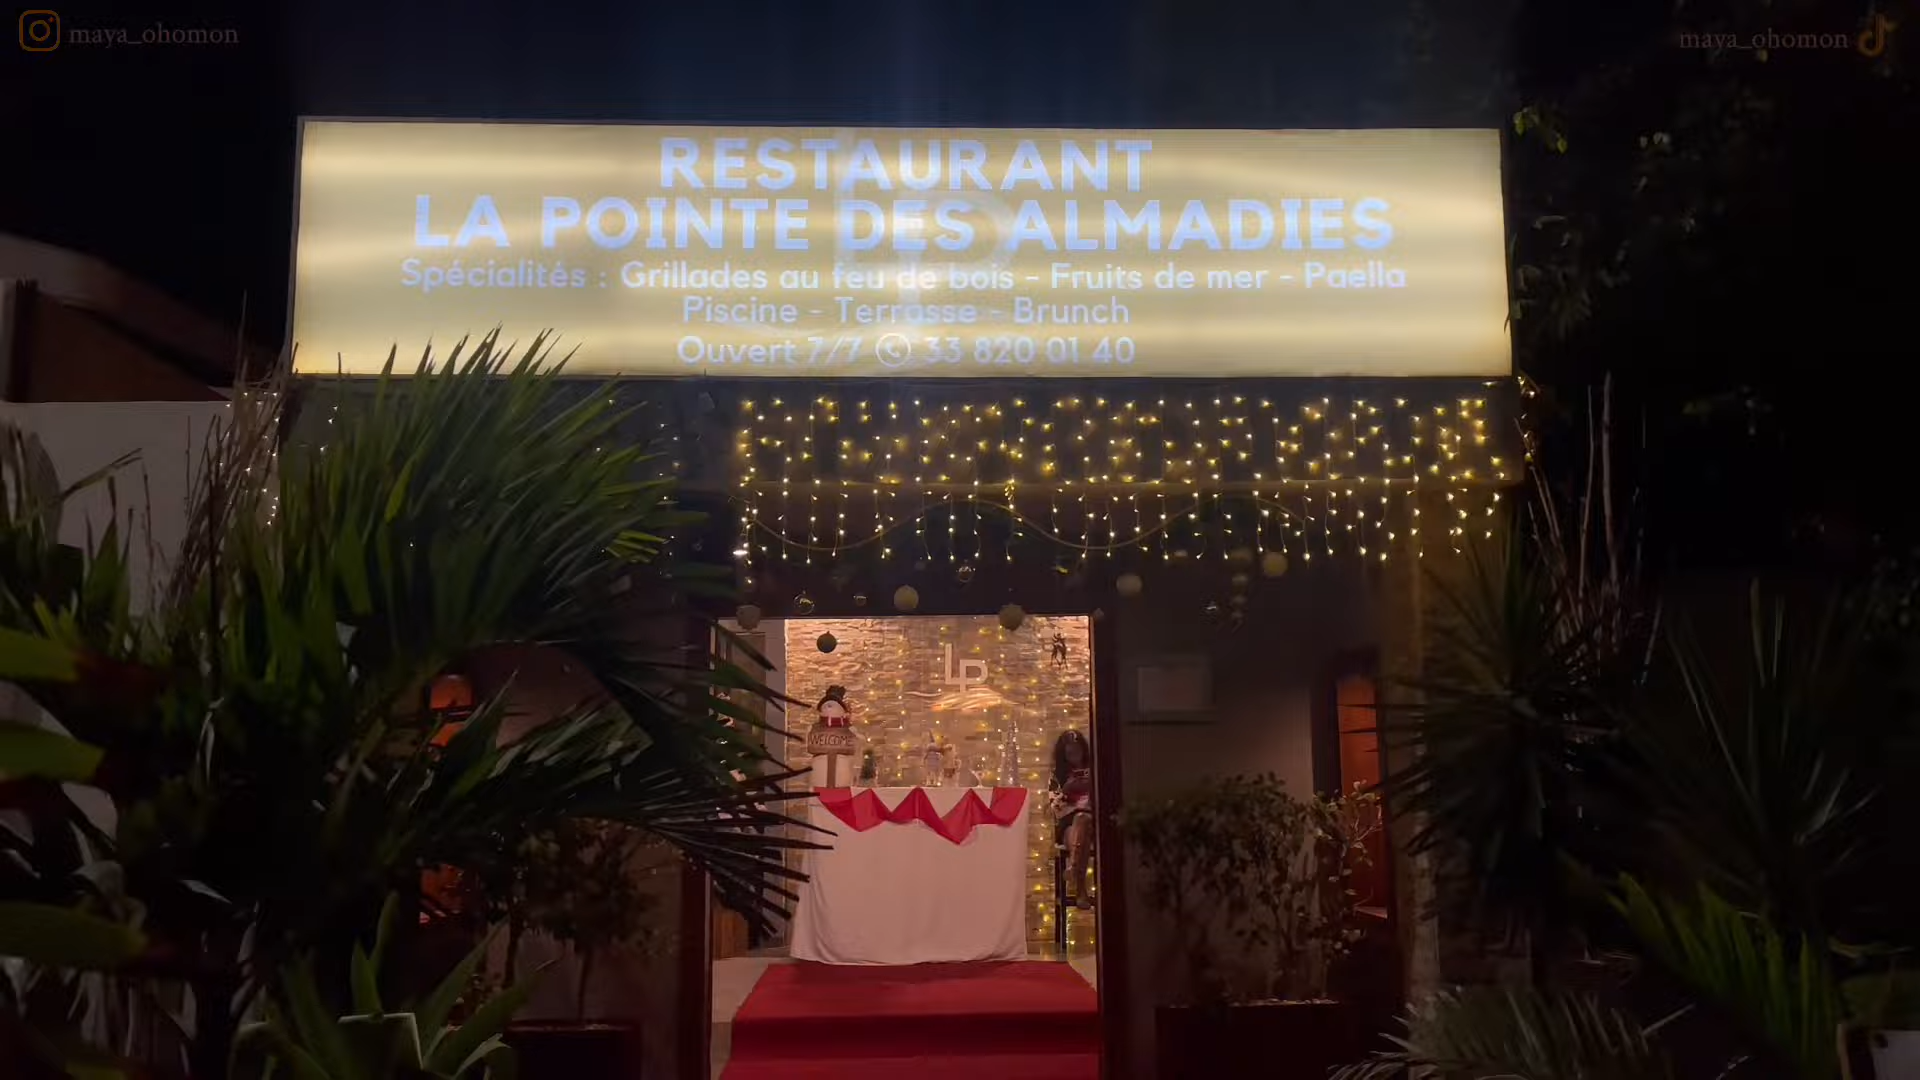 maya_ohomon
maya_ohomon
RESTAURANT
LA POINTE DES ALMADIES
Spécialités : Grillades au feu de bois - Fruits de mer - Paella
Piscine - Terrasse - Brunch
Ouvert 7/7 33 820 01 40
LP
WELCOME